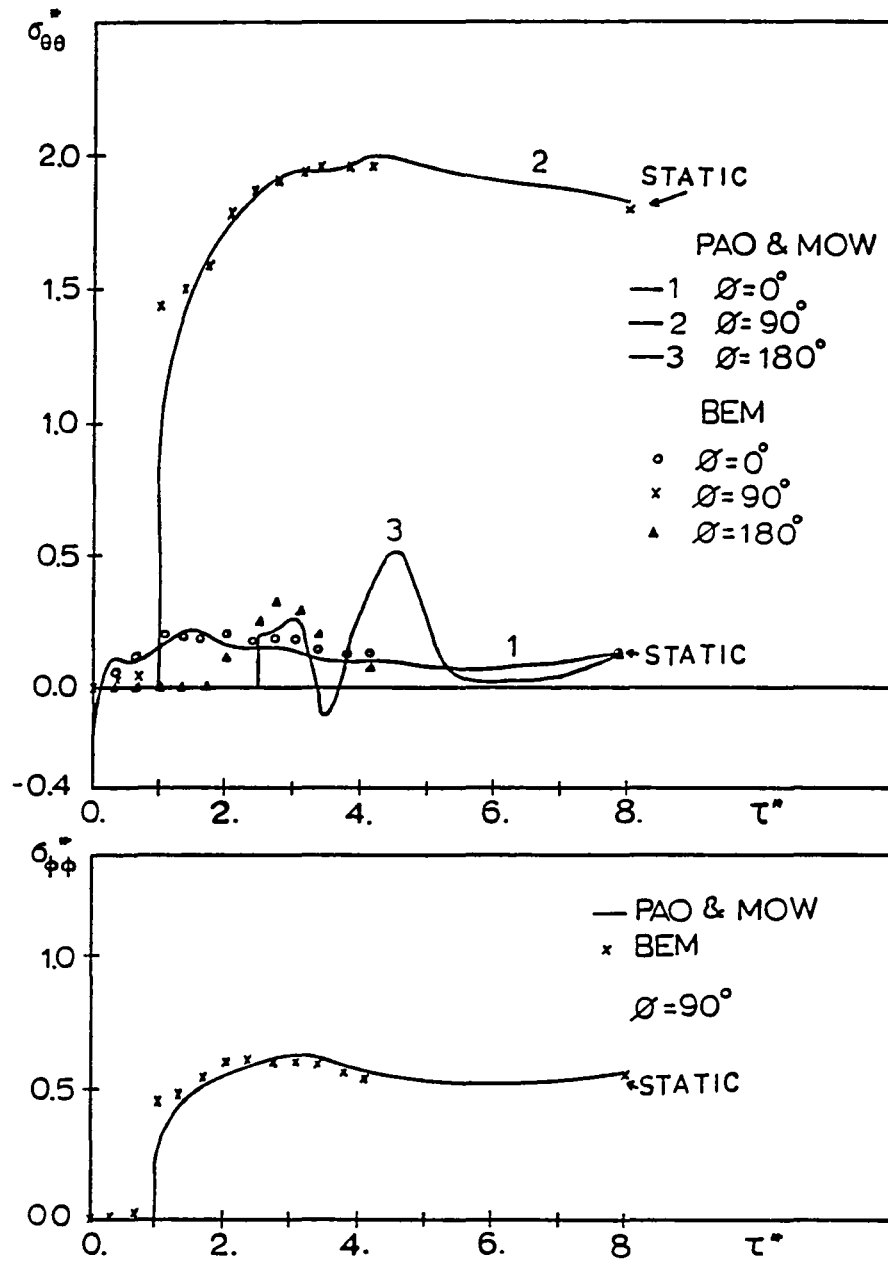 σ*θθ
2.0
2
STATIC
PAO & MOW
1 Ø=0°
1.5
2 Ø=90°
3 Ø=180°
1.0
BEM
o Ø=0°
x Ø=90°
▲ Ø=180°
0.5
3
1
STATIC
0.0
-0.4
0. 2. 4. 6. 8. τ*
σ*ϕϕ
— PAO & MOW
x BEM
1.0
Ø=90°
0.5
STATIC
0.0
0. 2. 4. 6. 8 τ*